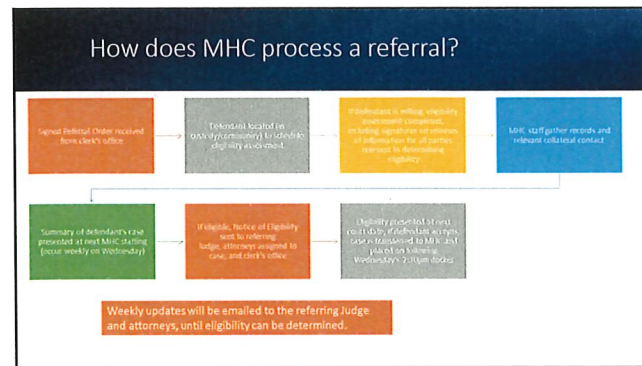 How does MHC process a referral?
Signed Referral Order received
from clerk's office
Defendant located (in
custody/community) to schedule
eligibility assessment
If defendant is willing, eligibility
assessment completed,
including signatures on releases
of information for all parties
relevant to determining
eligibility
MHC staff gather records and
relevant collateral contact
Summary of defendant's case
presented at next MHC staffing
(occur weekly on Wednesday)
If eligible, Notice of Eligibility
sent to referring
Judge, attorneys assigned to
case, and clerk's office
Eligibility presented at next
court date, if defendant accepts,
case is transferred to MHC and
placed on following
Wednesday's docket
Weekly updates will be emailed to the referring Judge
and attorneys, until eligibility can be determined.